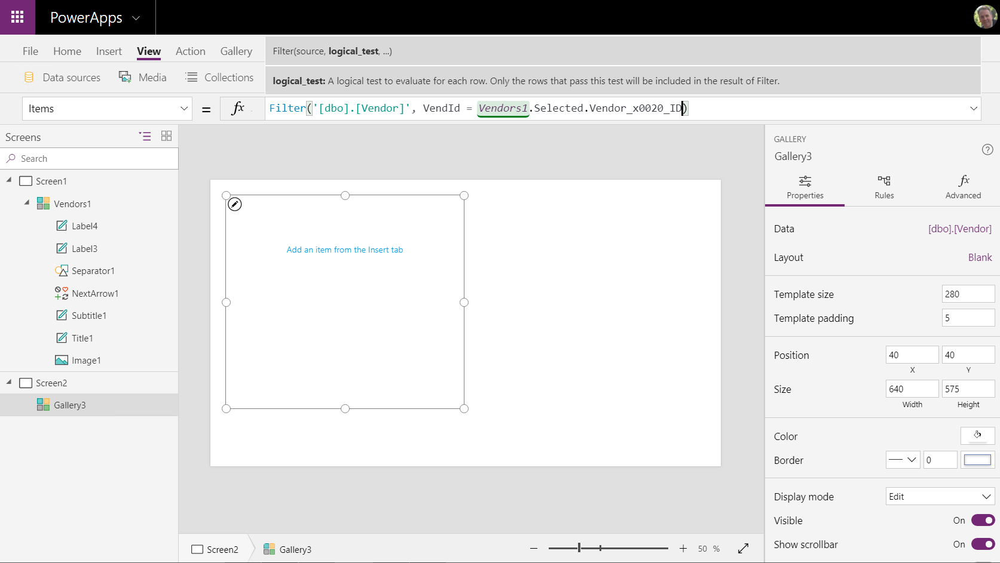 PowerApps
File Home Insert View Action Gallery
Filter(source, logical_test, ...)
Data sources Media Collections
logical_test: A logical test to evaluate for each row. Only the rows that pass this test will be included in the result of Filter.
Items = fx Filter('[dbo].[Vendor]', VendId = Vendors1.Selected.Vendor_x0020_ID)
Screens
Search
Screen1
Vendors1
Label4
Label3
Separator1
NextArrow1
Subtitle1
Title1
Image1
Screen2
Gallery3
Add an item from the Insert tab
Screen2 Gallery3 50 %
GALLERY
Gallery3
Properties Rules fx Advanced
Data [dbo].[Vendor]
Layout Blank
Template size 280
Template padding 5
Position 40 40
X Y
Size 640 575
Width Height
Color
Border 0
Display mode Edit
Visible On
Show scrollbar On